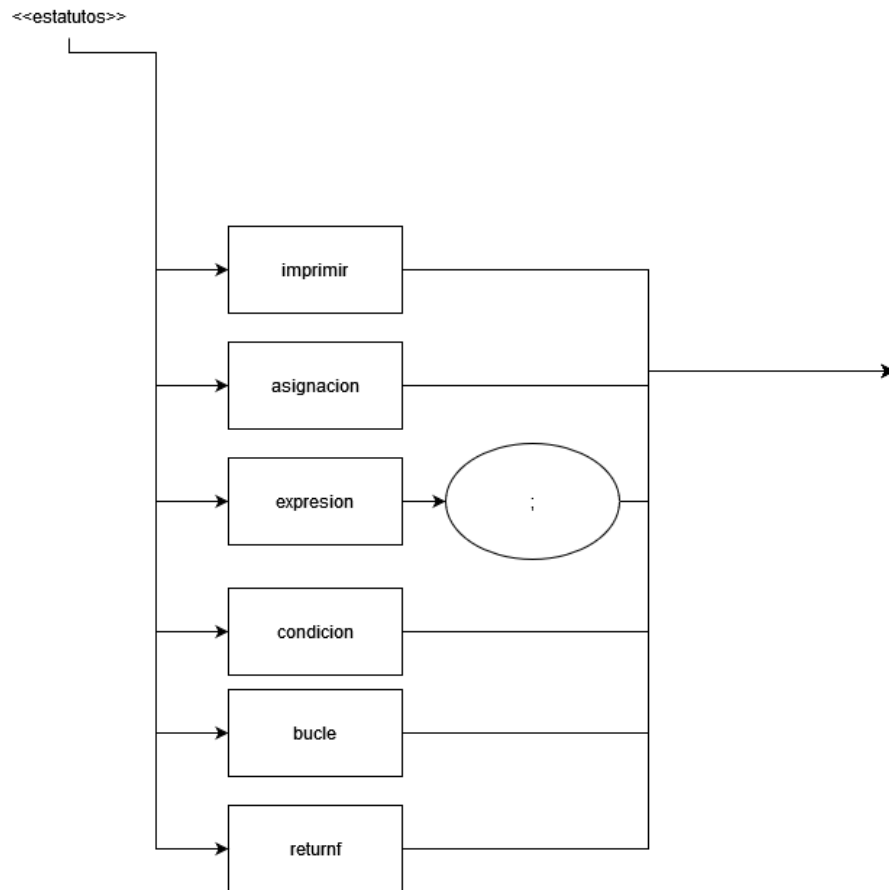 <<estatutos>>
imprimir
asignacion
expresion
;
condicion
bucle
returnf